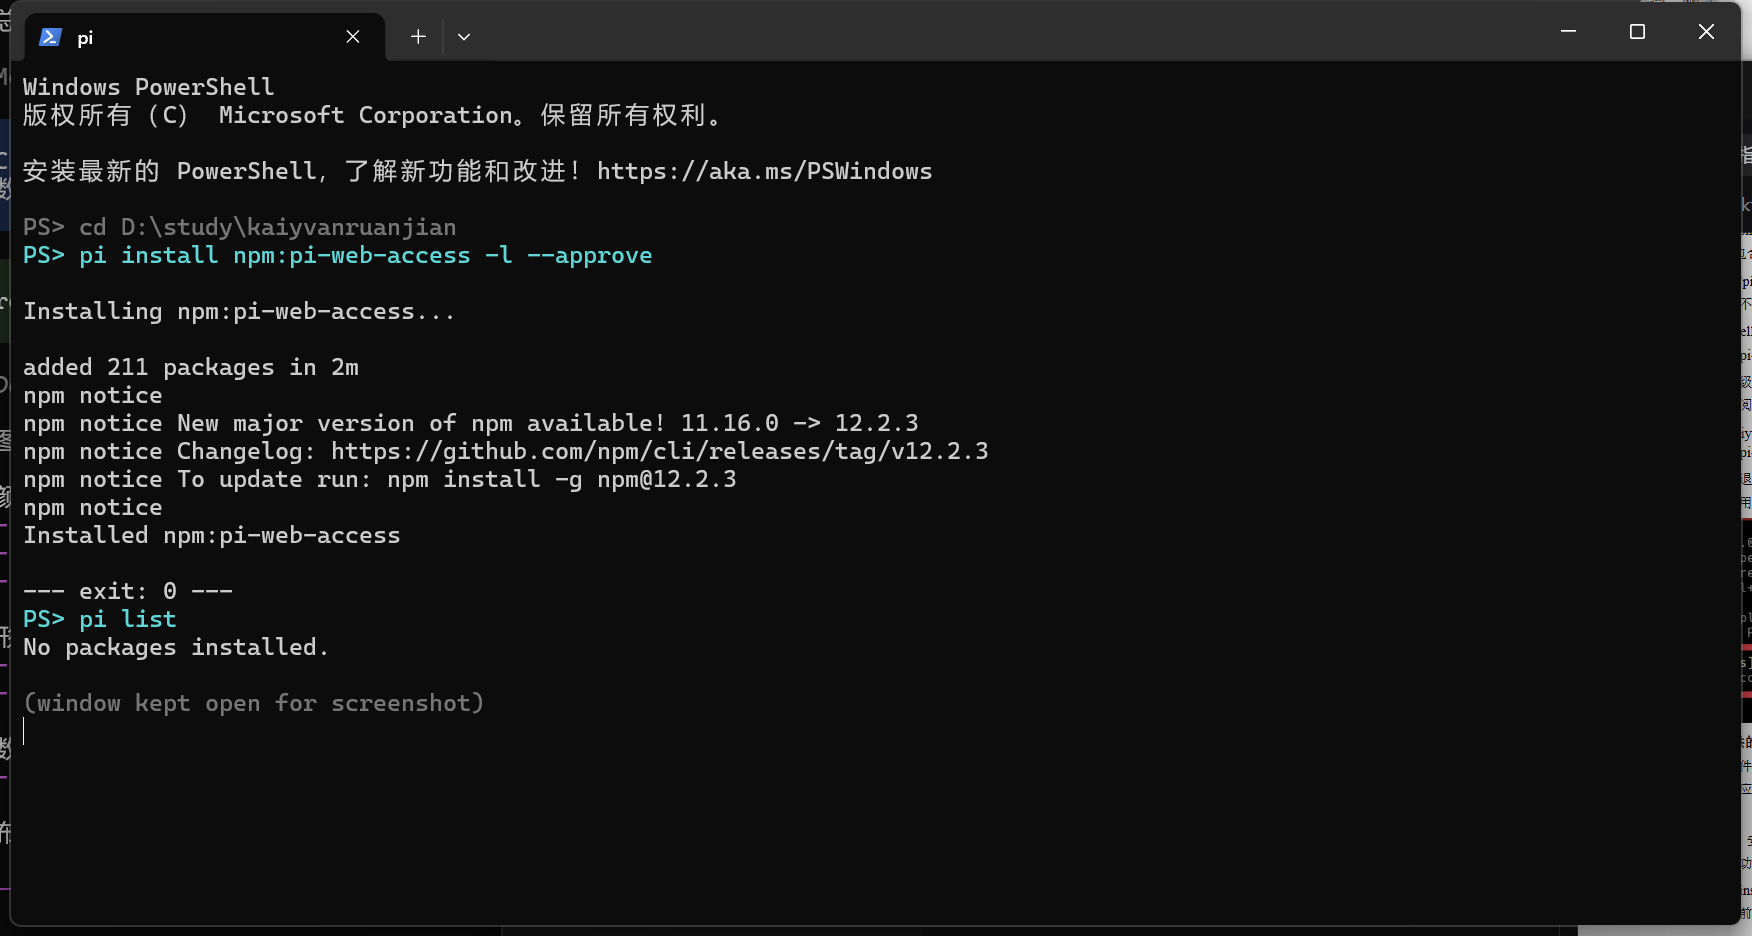 pi
Windows PowerShell
版权所有 (C) Microsoft Corporation。保留所有权利。
安装最新的 PowerShell，了解新功能和改进！https://aka.ms/PSWindows
PS> cd D:\study\kaiyvanruanjian
PS> pi install npm:pi-web-access -l --approve
Installing npm:pi-web-access...
added 211 packages in 2m
npm notice
npm notice New major version of npm available! 11.16.0 -> 12.2.3
npm notice Changelog: https://github.com/npm/cli/releases/tag/v12.2.3
npm notice To update run: npm install -g npm@12.2.3
npm notice
Installed npm:pi-web-access
--- exit: 0 ---
PS> pi list
No packages installed.
(window kept open for screenshot)